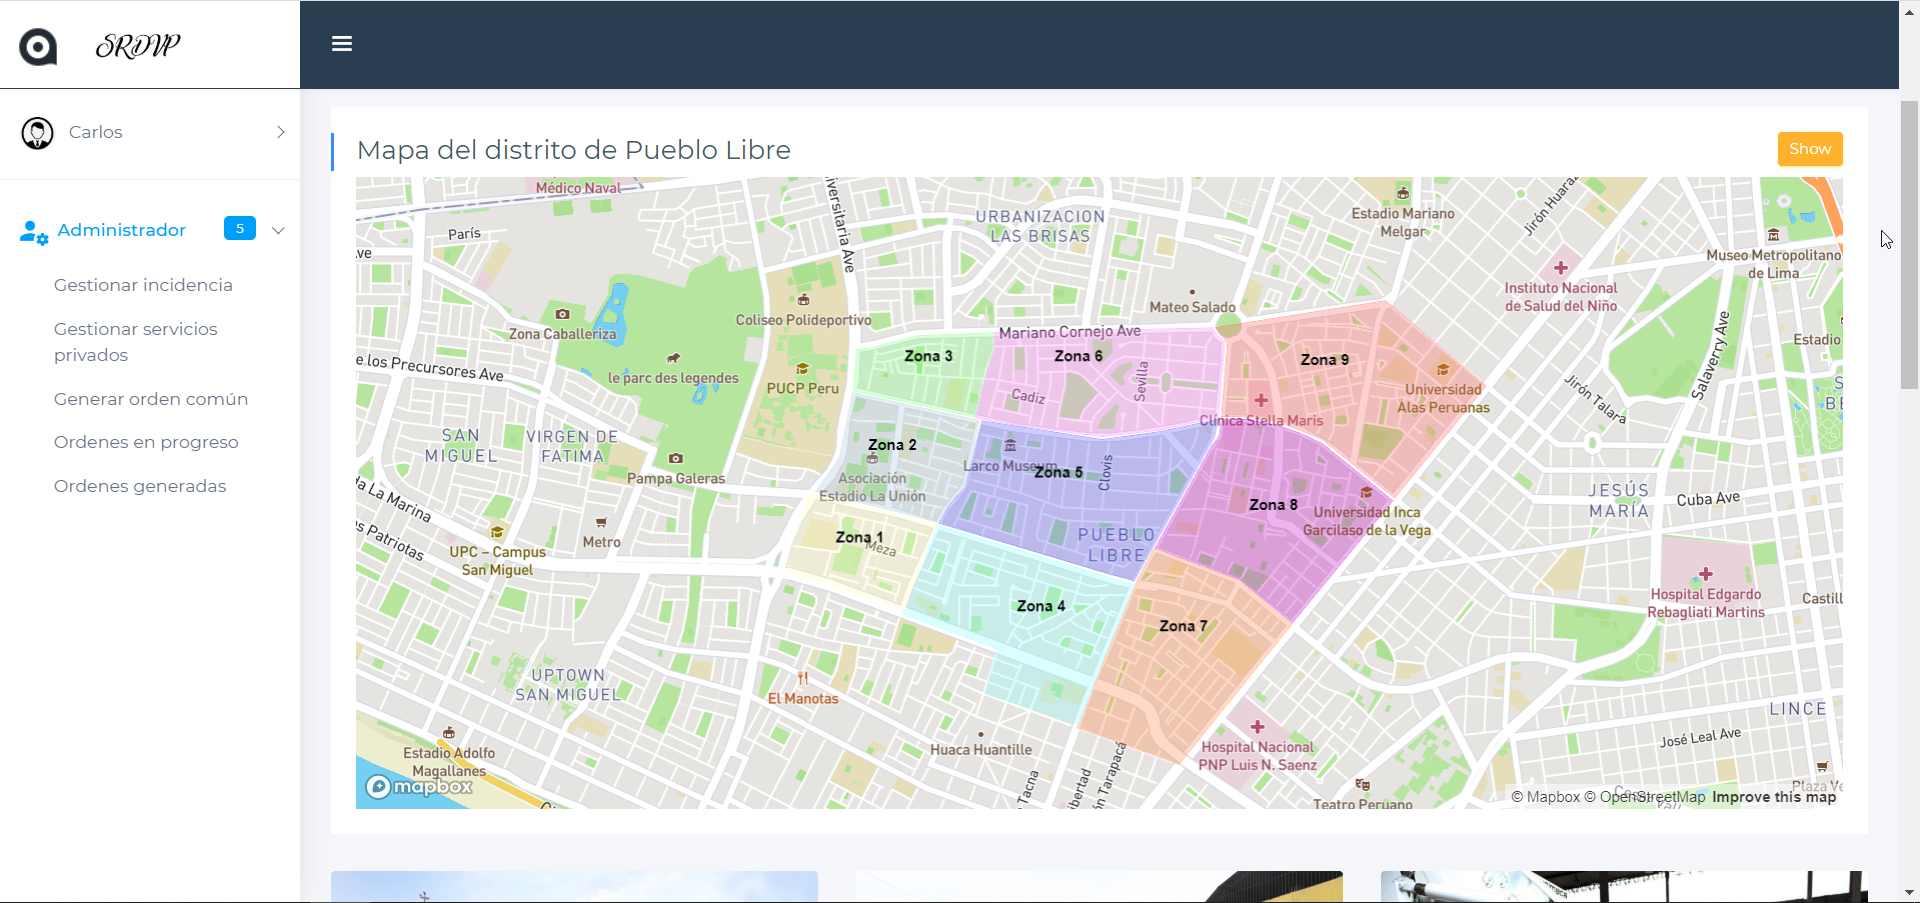 SRDVP
Carlos
Administrador 5
Gestionar incidencia
Gestionar servicios
privados
Generar orden común
Ordenes en progreso
Ordenes generadas
Mapa del distrito de Pueblo Libre
Show
Médico Naval
iversitaria Ave
URBANIZACION
LAS BRISAS
Estadio Mariano
Melgar
Jirón Huaraz
París
ve
Museo Metropolitano
de Lima
Instituto Nacional
de Salud del Niño
Mateo Salado
Zona Caballeriza
Coliseo Polideportivo
Mariano Cornejo Ave
Salaverry Ave
Estadio
e los Precursores Ave
le parc des legendes
PUCP Peru
Zona 3
Zona 6
Zona 9
Sevilla
Cadiz
Universidad
Alas Peruanas
Jirón Talara
S
BE
Clínica Stella Maris
SAN
MIGUEL
VIRGEN DE
FATIMA
Zona 2
Larco Museum
Zona 5
Clovis
Pampa Galeras
Asociación
Estadio La Unión
da La Marina
JESÚS
MARÍA
Cuba Ave
Zona 8
Universidad Inca
Garcilaso de la Vega
os Patriotas
Metro
UPC – Campus
San Miguel
Zona 1
Meza
PUEBLO
LIBRE
Hospital Edgardo
Rebagliati Martins
Castill
Zona 4
Zona 7
UPTOWN
SAN MIGUEL
El Manotas
LINCE
José Leal Ave
Huaca Huantille
Hospital Nacional
PNP Luis N. Saenz
Estadio Adolfo
Magallanes
Tacna
ibertad
ón Tarapacá
Teatro Peruano
Plaza Ve
mapbox
© Mapbox © OpenStreetMap Improve this map